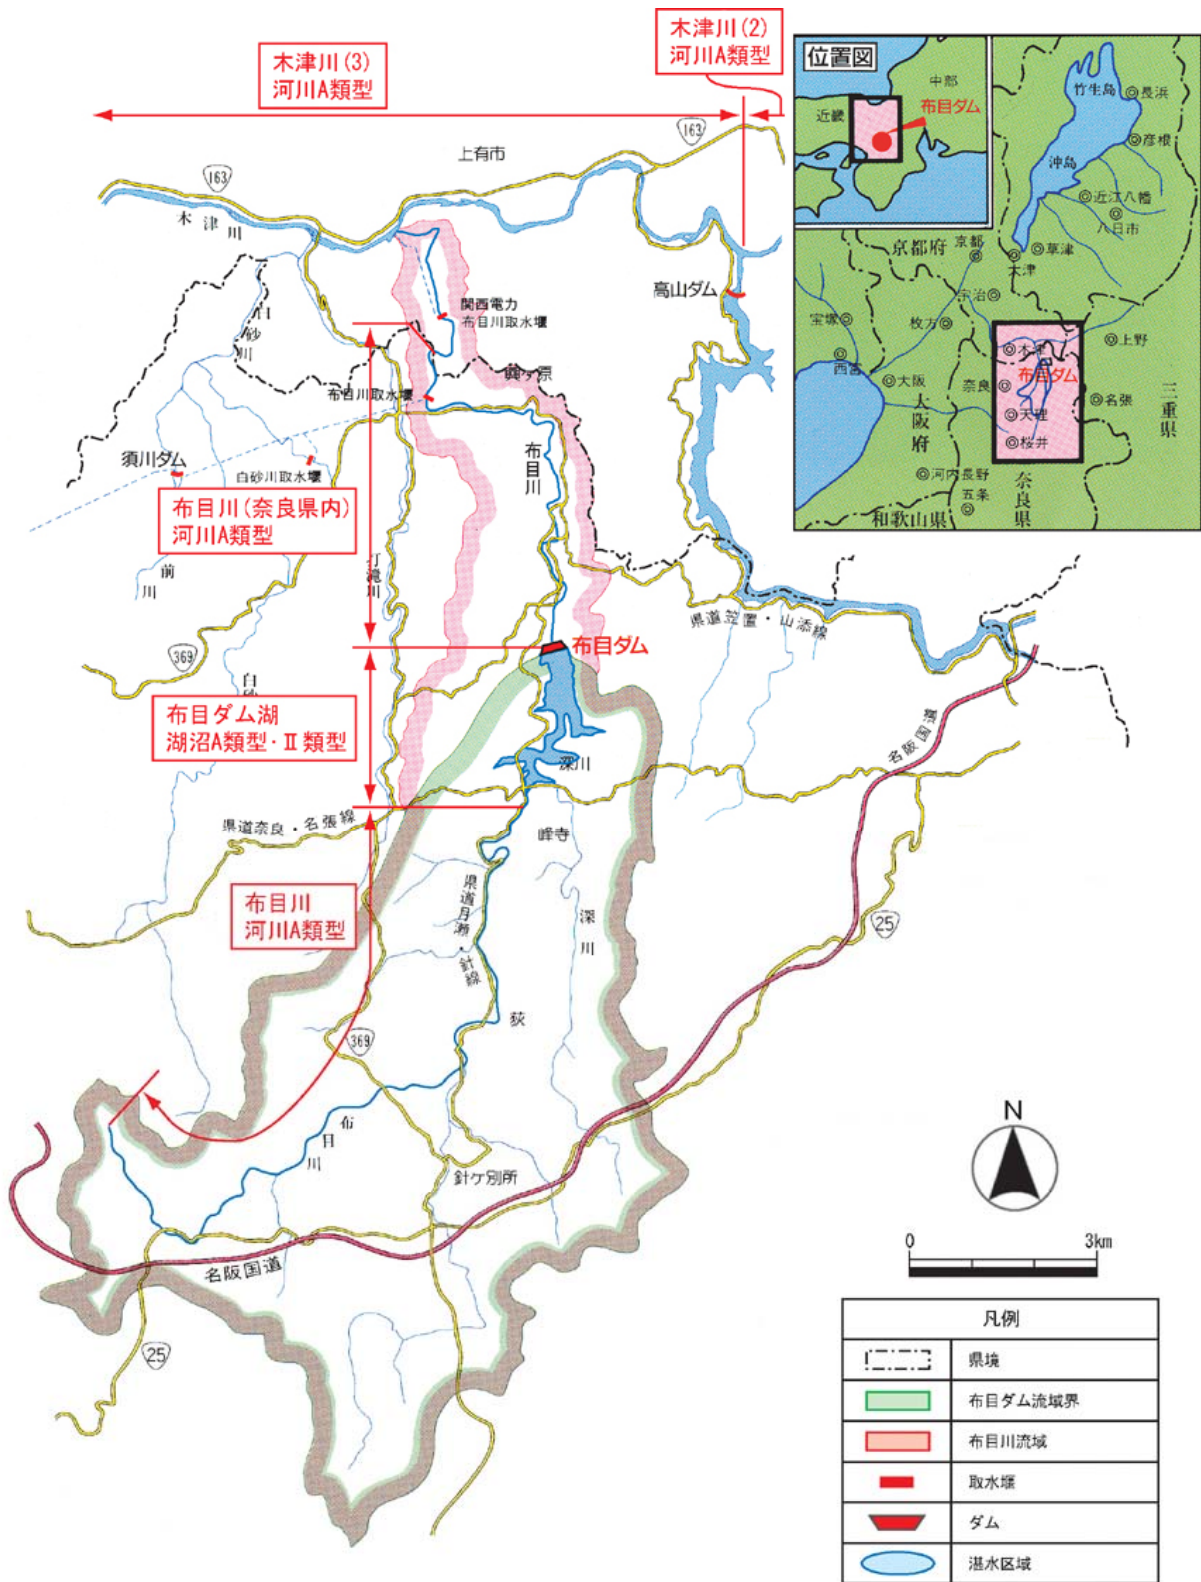 木津川(3)
河川A類型
木津川(2)
河川A類型
位置図
中部
近畿
布目ダム
竹生島
長浜
彦根
沖島
近江八幡
八日市
京都府
京都
草津
大津
宇治
宝塚
枚方
上野
木津
西宮
大阪
奈良
布目ダム
名張
三重県
大阪府
天理
桜井
河内長野
五条
奈良県
和歌山県
163
上有市
163
木津川
高山ダム
関西電力
布目川取水堰
白砂川
布目川取水堰
布目川
須川ダム
白砂川取水堰
布目川(奈良県内)
河川A類型
打滝川
前川
県道笠置・山添線
369
布目ダム
白砂
布目ダム湖
湖沼A類型・Ⅱ類型
深川
名阪国道
県道奈良・名張線
峰寺
布目川
河川A類型
県道月瀬・針線
深川
25
荻
369
布目川
針ケ別所
名阪国道
25
N
0
3km
凡例
県境
布目ダム流域界
布目川流域
取水堰
ダム
湛水区域